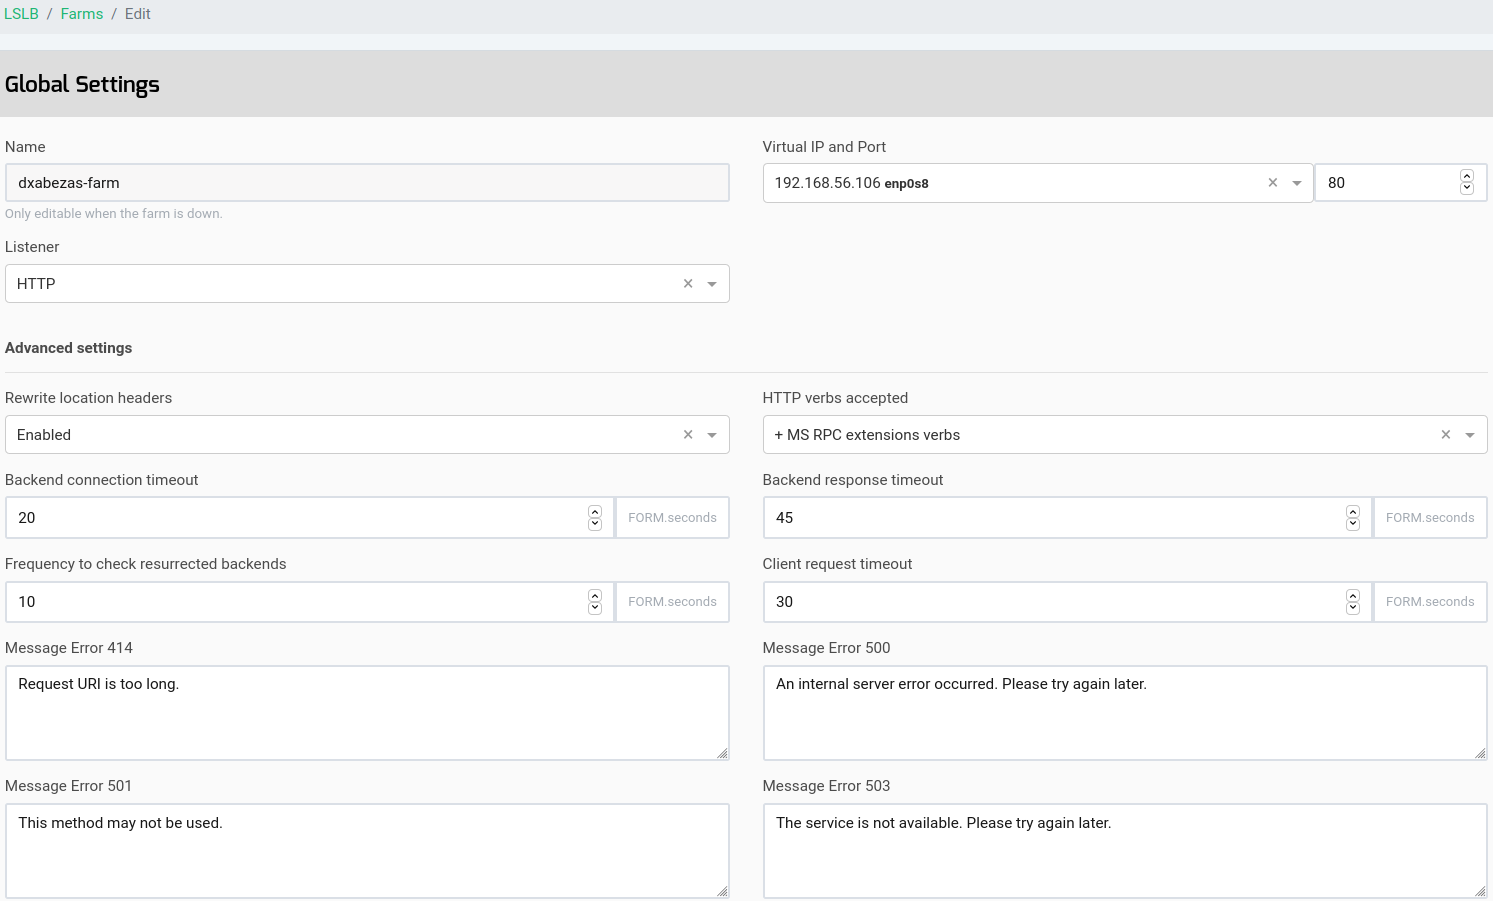 LSLB / Farms / Edit
Global Settings
Name
dxabezas-farm
Only editable when the farm is down.
Virtual IP and Port
192.168.56.106 enp0s8
80
Listener
HTTP
Advanced settings
Rewrite location headers
Enabled
HTTP verbs accepted
+ MS RPC extensions verbs
Backend connection timeout
20 FORM.seconds
Backend response timeout
45 FORM.seconds
Frequency to check resurrected backends
10 FORM.seconds
Client request timeout
30 FORM.seconds
Message Error 414
Request URI is too long.
Message Error 500
An internal server error occurred. Please try again later.
Message Error 501
This method may not be used.
Message Error 503
The service is not available. Please try again later.